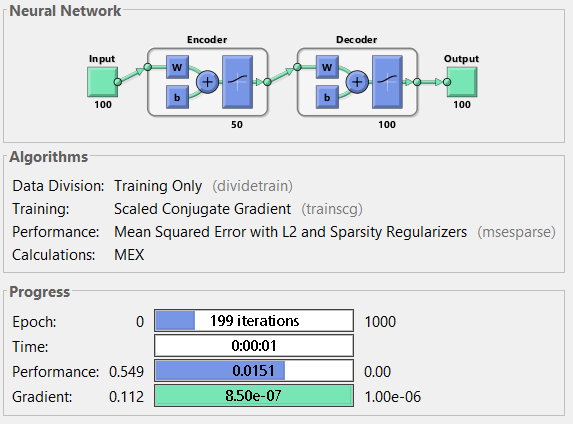 Neural Network
Encoder Decoder
Input Output
W W
b b
100 100
50 100
Algorithms
Data Division: Training Only (dividetrain)
Training: Scaled Conjugate Gradient (trainscg)
Performance: Mean Squared Error with L2 and Sparsity Regularizers (msesparse)
Calculations: MEX
Progress
Epoch: 0 199 iterations 1000
Time: 0:00:01
Performance: 0.549 0.0151 0.00
Gradient: 0.112 8.50e-07 1.00e-06